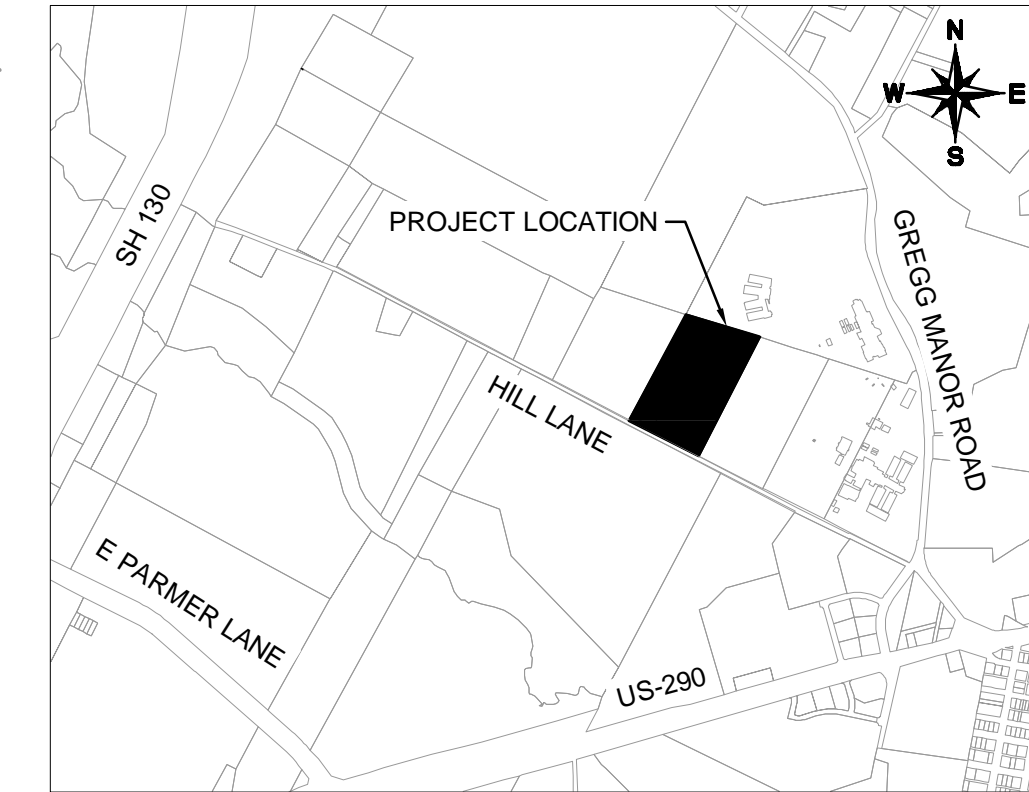 N
W E
S
SH 130
PROJECT LOCATION
GREGG MANOR ROAD
HILL LANE
E PARMER LANE
US-290